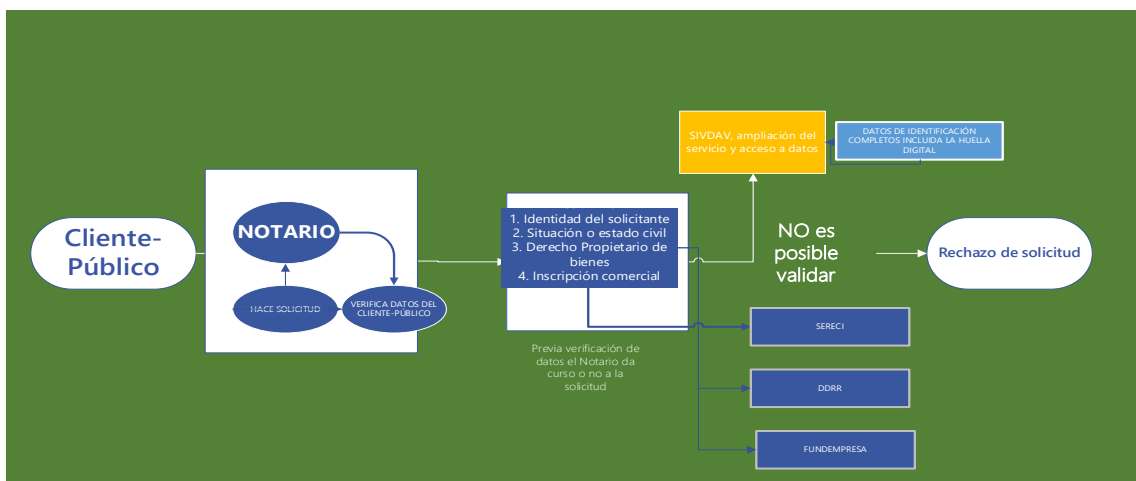 Cliente-
Público
NOTARIO
HACE SOLICITUD
VERIFICA DATOS DEL
CLIENTE-PÚBLICO
1. Identidad del solicitante
2. Situación o estado civil
3. Derecho Propietario de
bienes
4. Inscripción comercial
Previa verificación de
datos el Notario da
curso o no a la
solicitud
SIVDAV, ampliación del
servicio y acceso a datos
DATOS DE IDENTIFICACIÓN
COMPLETOS INCLUIDA LA HUELLA
DIGITAL
NO es
posible
validar
Rechazo de solicitud
SERECI
DDRR
FUNDEMPRESA